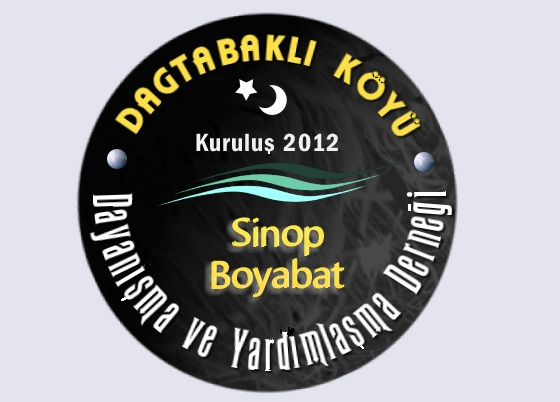 DAGTABAKLI KÖYÜ
Kuruluş 2012
Sinop
Boyabat
Dayanışma ve Yardımlaşma Derneği